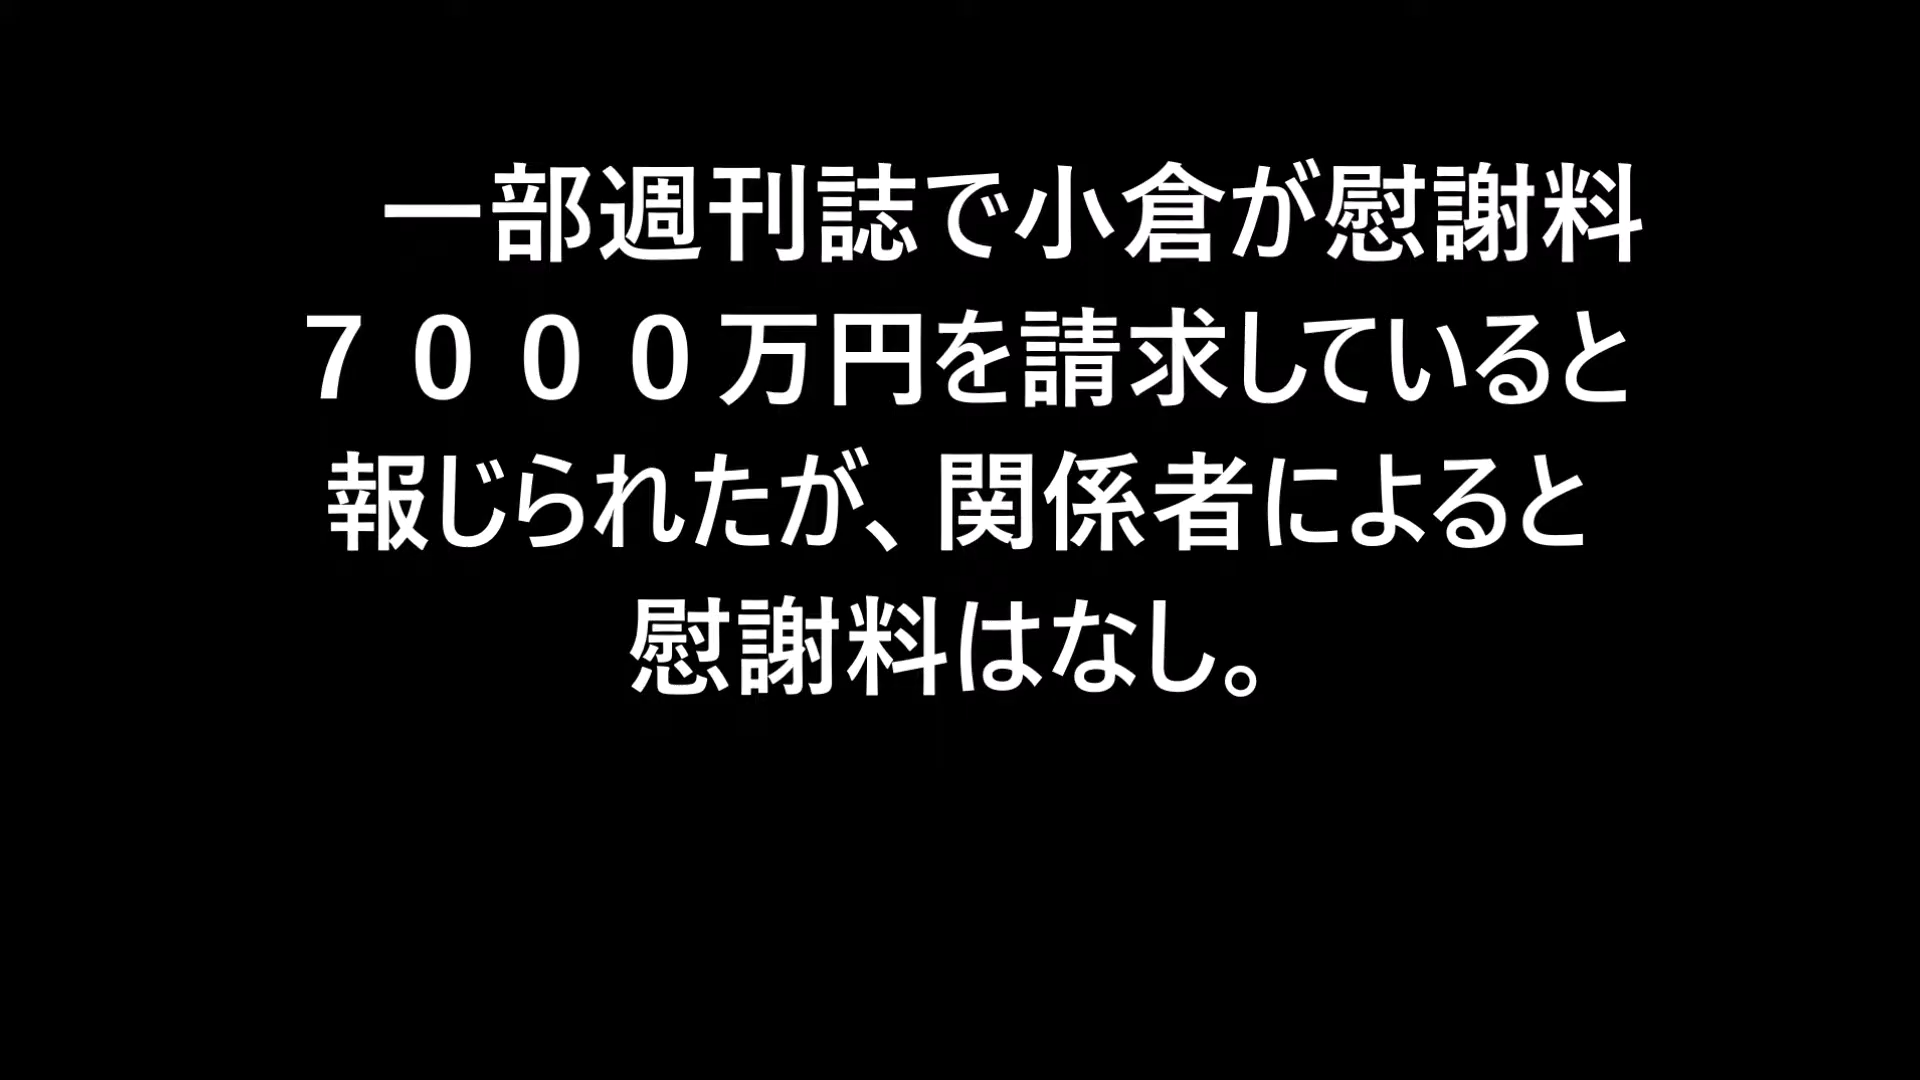 一部週刊誌で小倉が慰謝料
７０００万円を請求していると
報じられたが、関係者によると
慰謝料はなし。